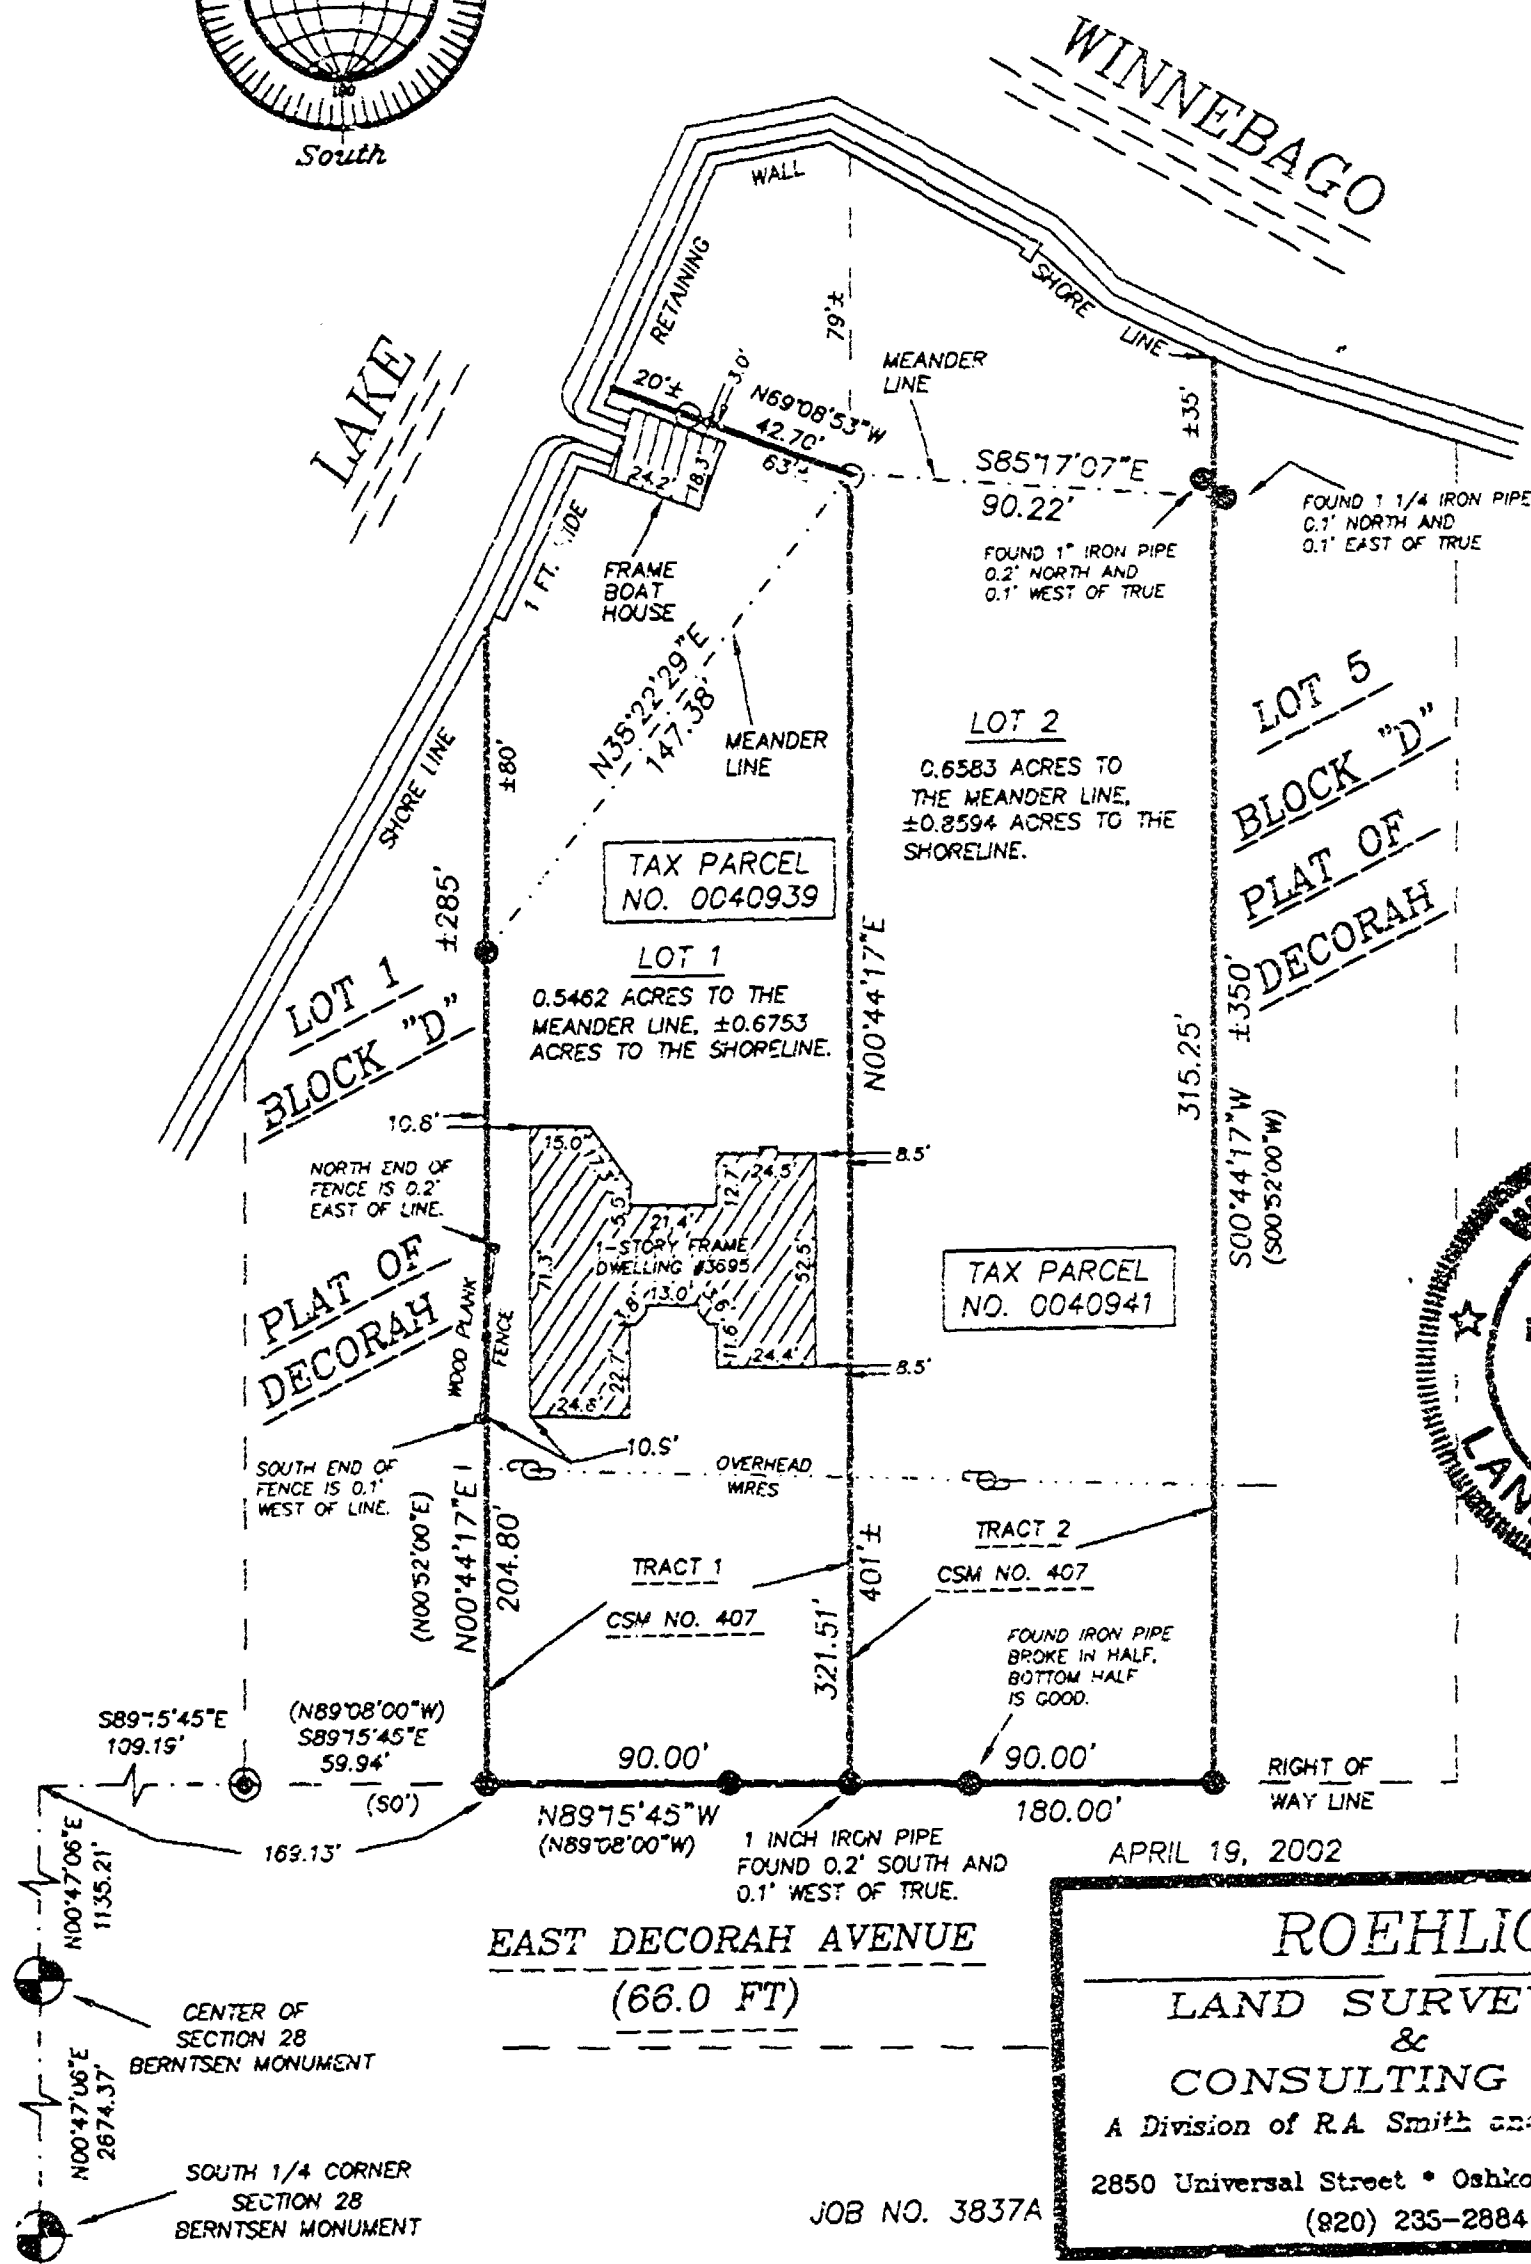 180
South
WINNEBAGO
LAKE
WALL
RETAINING
SHORE
LINE
79'±
MEANDER
LINE
20'±
3.0'
N69°08'53"W
42.70'
±35'
S85°17'07"E
90.22'
24.2'
18.3'
FOUND 1 1/4 IRON PIPE
0.1' NORTH AND
0.1' EAST OF TRUE
FOUND 1" IRON PIPE
0.2' NORTH AND
0.1' WEST OF TRUE
1 FT.
FRAME
BOAT
HOUSE
147.38'
MEANDER
LINE
SHORE LINE
±80'
±285'
LOT 2
0.6583 ACRES TO
THE MEANDER LINE,
±0.8594 ACRES TO THE
SHORELINE.
LOT 5
BLOCK "D"
PLAT OF
DECORAH
TAX PARCEL
NO. 0040939
LOT 1
0.5462 ACRES TO THE
MEANDER LINE, ±0.6753
ACRES TO THE SHORELINE.
LOT 1
BLOCK "D"
PLAT OF
DECORAH
N00°44'17"E
315.25'
±350'
S00°44'17"W
(S00°52'00"W)
15.0'
24.5'
12.7'
8.5'
NORTH END OF
FENCE IS 0.2'
EAST OF LINE.
21.4'
1-STORY FRAME
DWELLING #3695
71.3'
52.5'
13.0'
11.6'
24.4'
8.5'
22.7'
WOOD PLANK
FENCE
TAX PARCEL
NO. 0040941
SOUTH END OF
FENCE IS 0.1'
WEST OF LINE.
OVERHEAD
WIRES
(N00°52'00"E)
N00°44'17"E
204.80'
TRACT 1
CSM NO. 407
321.51'
401'±
TRACT 2
CSM NO. 407
FOUND IRON PIPE
BROKE IN HALF.
BOTTOM HALF
IS GOOD.
S89°15'45"E
109.19'
(N89°08'00"W)
S89°15'45"E
59.94'
90.00'
90.00'
N89°15'45"W
(N89°08'00"W)
180.00'
RIGHT OF
WAY LINE
169.13'
1 INCH IRON PIPE
FOUND 0.2' SOUTH AND
0.1' WEST OF TRUE.
N00°47'06"E
1135.21'
APRIL 19, 2002
EAST DECORAH AVENUE
(66.0 FT)
CENTER OF
SECTION 28
BERNTSEN MONUMENT
N00°47'06"E
2674.37'
SOUTH 1/4 CORNER
SECTION 28
BERNTSEN MONUMENT
JOB NO. 3837A
LAND
&
CONSULTING
A Division of R.A. Smith
2850 Universal Street •